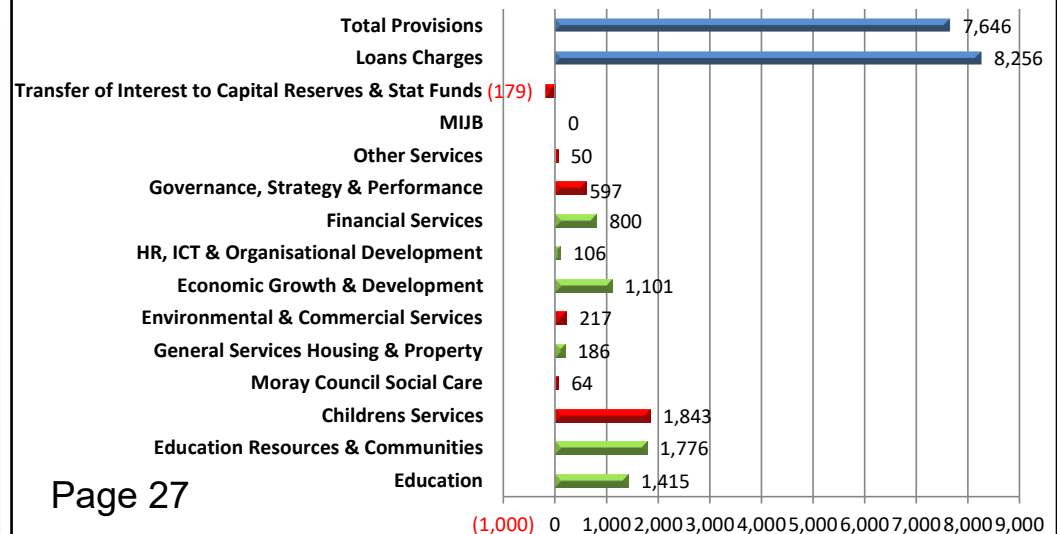 Total Provisions 7,646
Loans Charges 8,256
Transfer of Interest to Capital Reserves & Stat Funds (179)
MIJB 0
Other Services 50
Governance, Strategy & Performance 597
Financial Services 800
HR, ICT & Organisational Development 106
Economic Growth & Development 1,101
Environmental & Commercial Services 217
General Services Housing & Property 186
Moray Council Social Care 64
Childrens Services 1,843
Education Resources & Communities 1,776
Education 1,415
Page 27
(1,000) 0 1,000 2,000 3,000 4,000 5,000 6,000 7,000 8,000 9,000